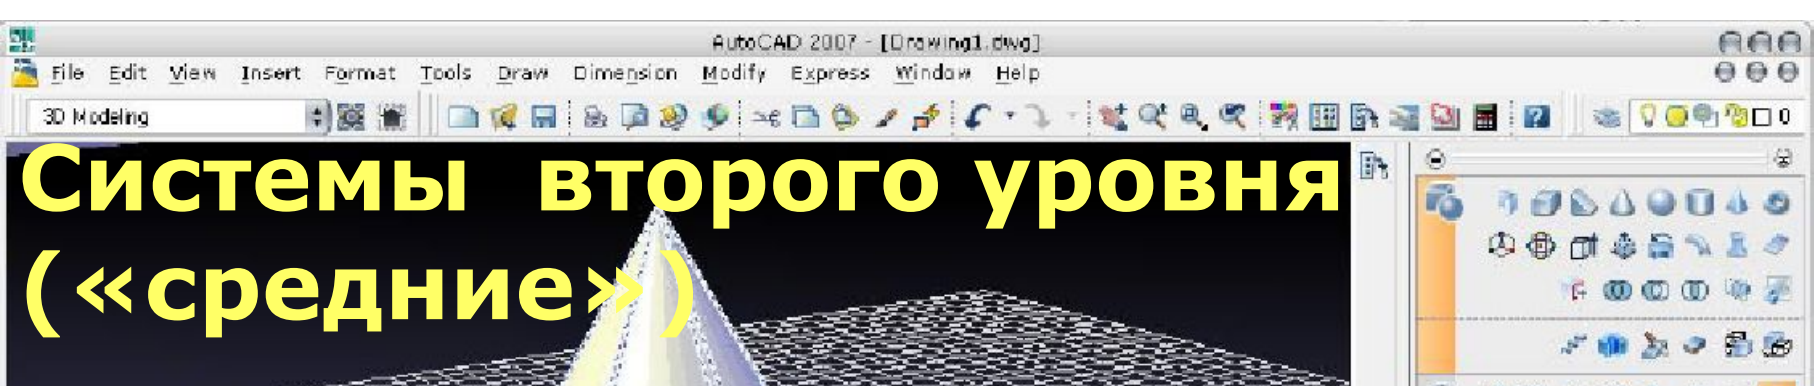 AutoCAD 2007 - [Drawing1.dwg]
File Edit View Insert Format Tools Draw Dimension Modify Express Window Help
3D Modeling
0
Системы второго уровня
(«средние»)